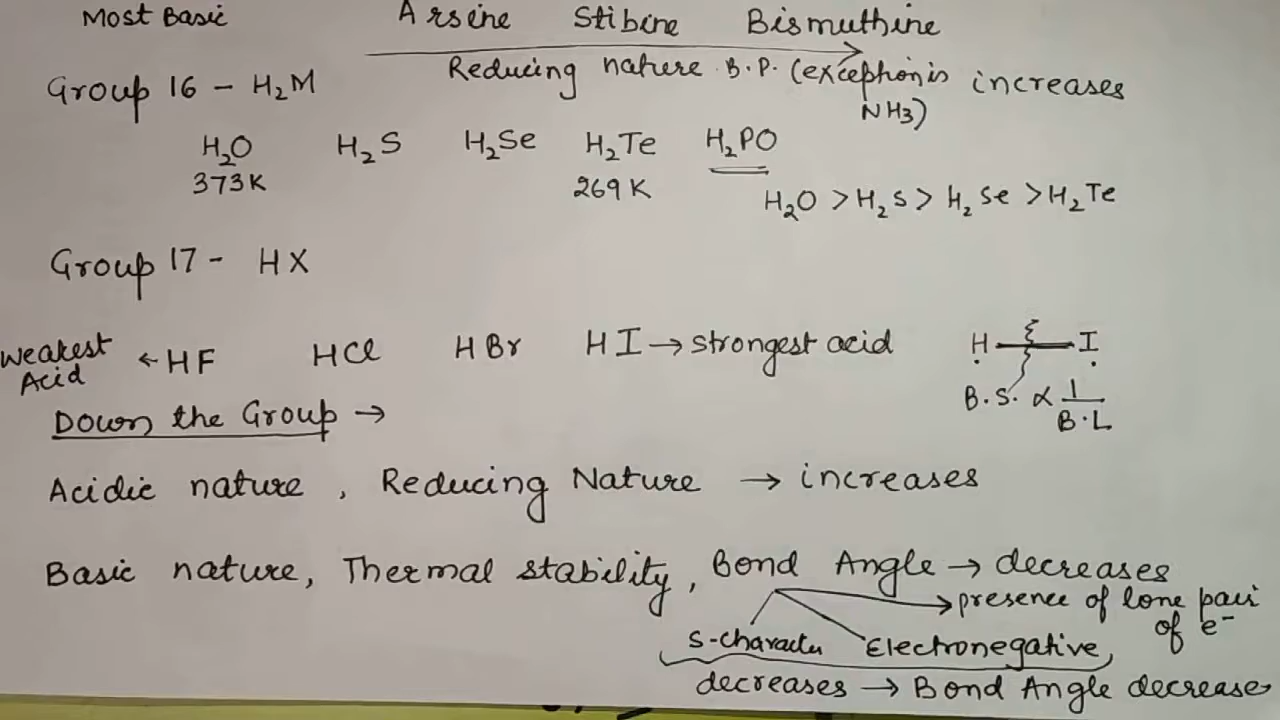 Most Basic Arsine Stibine Bismuthine
Reducing nature B.P. (exception is increases
NH3)
Group 16 - H2M
H2O H2S H2Se H2Te H2PO
373K 269K
H2O > H2S > H2Se > H2Te
Group 17 - HX
Weakest Acid ← HF HCl HBr HI → strongest acid H I
B.S. ∝ 1/B.L
Down the Group →
Acidic nature, Reducing Nature → increases
Basic nature, Thermal stability, Bond Angle → decreases
→ presence of lone pair
of e⁻
s-character Electronegative
decreases → Bond Angle decreases